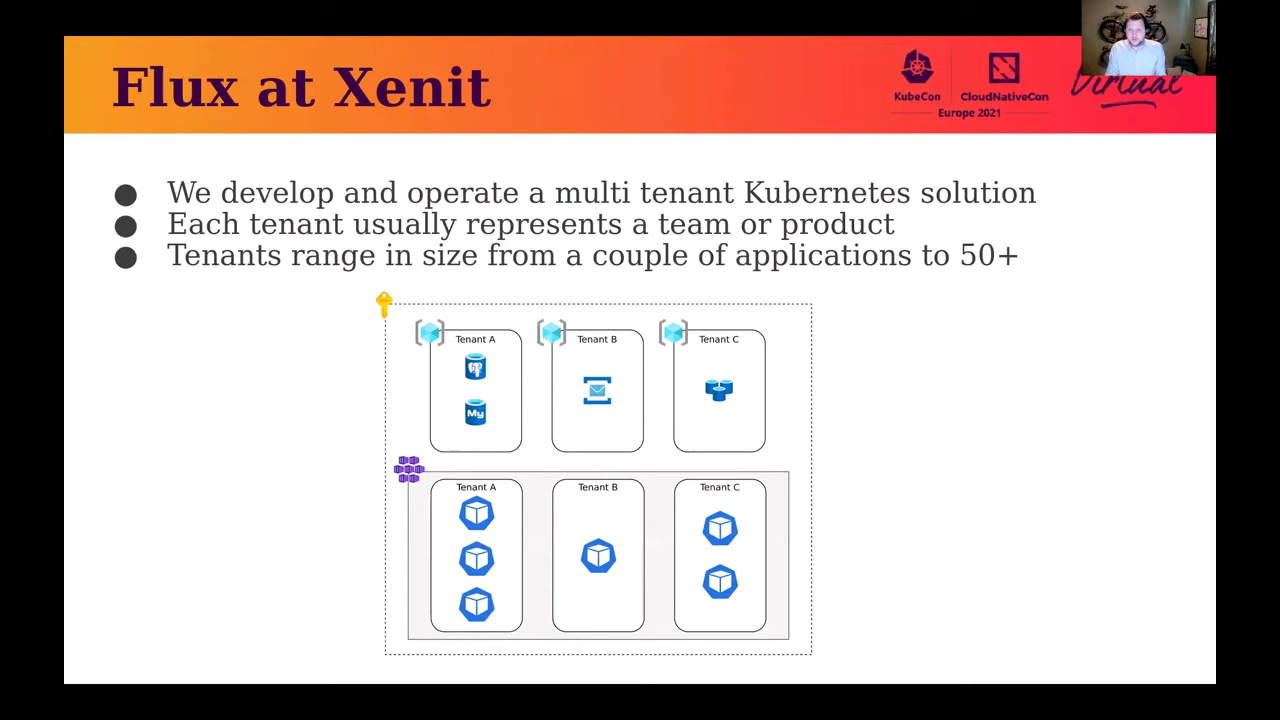 Flux at Xenit
KubeCon
CloudNativeCon
Europe 2021
Virtual
● We develop and operate a multi tenant Kubernetes solution
● Each tenant usually represents a team or product
● Tenants range in size from a couple of applications to 50+
Tenant A
Tenant B
Tenant C
My
Tenant A
Tenant B
Tenant C